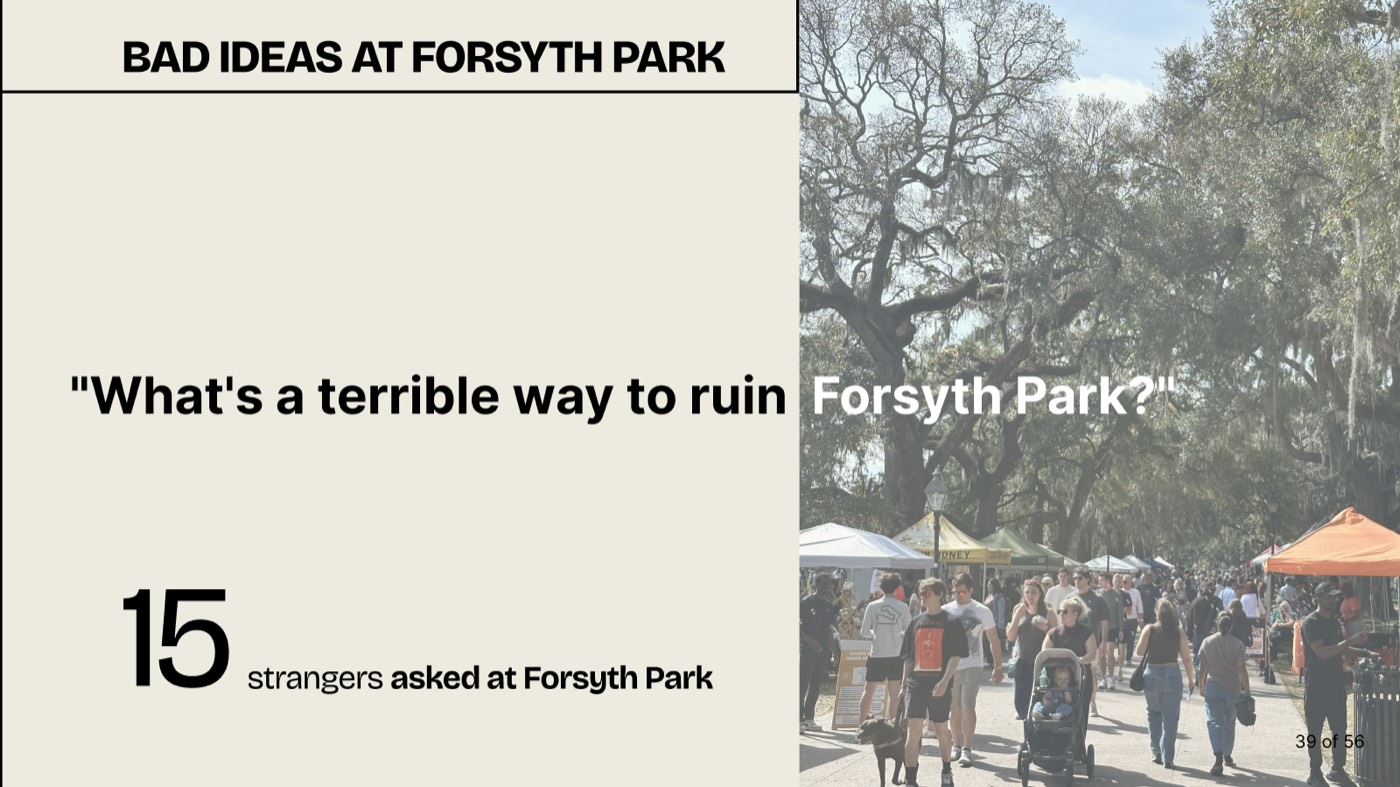 BAD IDEAS AT FORSYTH PARK
"What's a terrible way to ruin Forsyth Park?"
HONEY
15 strangers asked at Forsyth Park
39 of 56